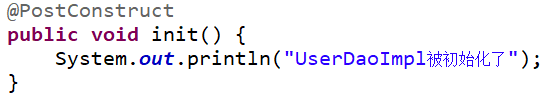 @PostConstruct
public void init() {
    System.out.println("UserDaoImpl被初始化了");
}